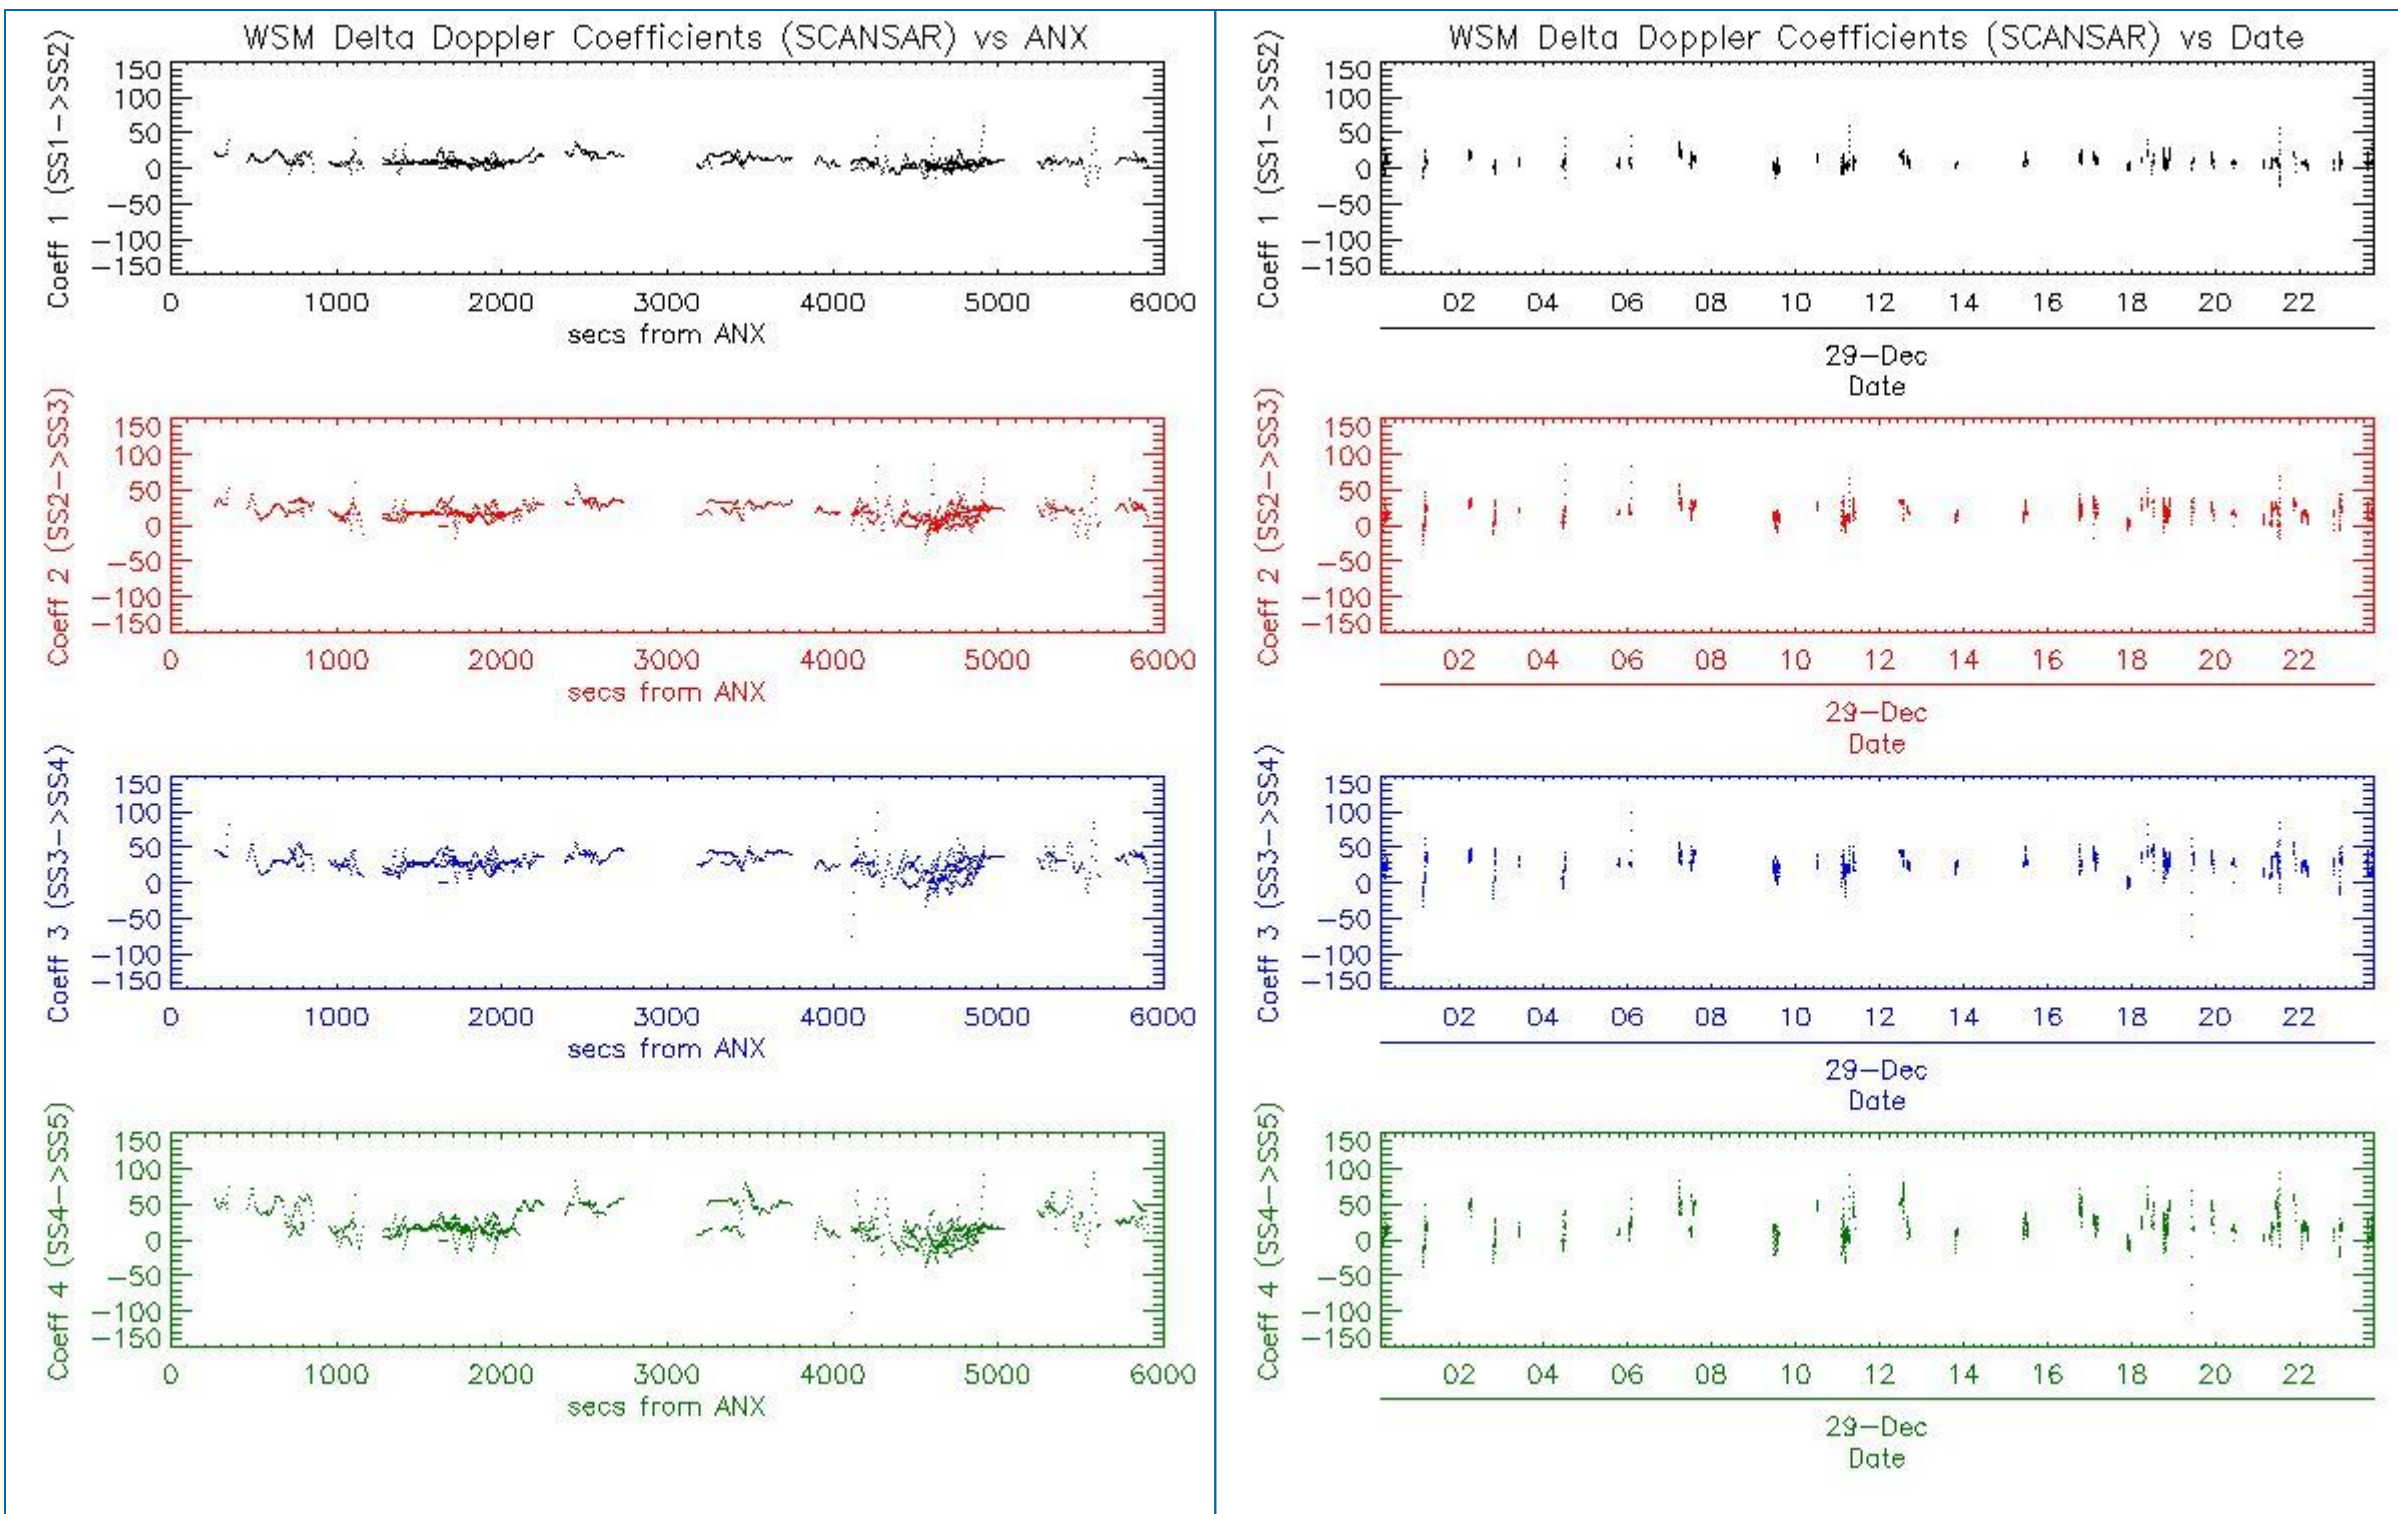 WSM Delta Doppler Coefficients (SCANSAR) vs ANX
Coeff 1 (SS1->SS2)
150
100
50
0
-50
-100
-150
0 1000 2000 3000 4000 5000 6000
secs from ANX
Coeff 2 (SS2->SS3)
150
100
50
0
-50
-100
-150
0 1000 2000 3000 4000 5000 6000
secs from ANX
Coeff 3 (SS3->SS4)
150
100
50
0
-50
-100
-150
0 1000 2000 3000 4000 5000 6000
secs from ANX
Coeff 4 (SS4->SS5)
150
100
50
0
-50
-100
-150
0 1000 2000 3000 4000 5000 6000
secs from ANX
WSM Delta Doppler Coefficients (SCANSAR) vs Date
Coeff 1 (SS1->SS2)
150
100
50
0
-50
-100
-150
02 04 06 08 10 12 14 16 18 20 22
29-Dec
Date
Coeff 2 (SS2->SS3)
150
100
50
0
-50
-100
-150
02 04 06 08 10 12 14 16 18 20 22
29-Dec
Date
Coeff 3 (SS3->SS4)
150
100
50
0
-50
-100
-150
02 04 06 08 10 12 14 16 18 20 22
29-Dec
Date
Coeff 4 (SS4->SS5)
150
100
50
0
-50
-100
-150
02 04 06 08 10 12 14 16 18 20 22
29-Dec
Date